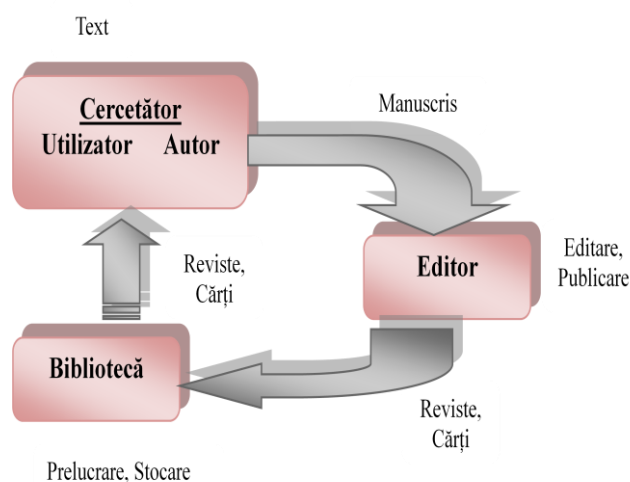 Text
Cercetător
Utilizator Autor
Manuscris
Editor
Editare,
Publicare
Reviste,
Cărți
Bibliotecă
Reviste,
Cărți
Prelucrare, Stocare